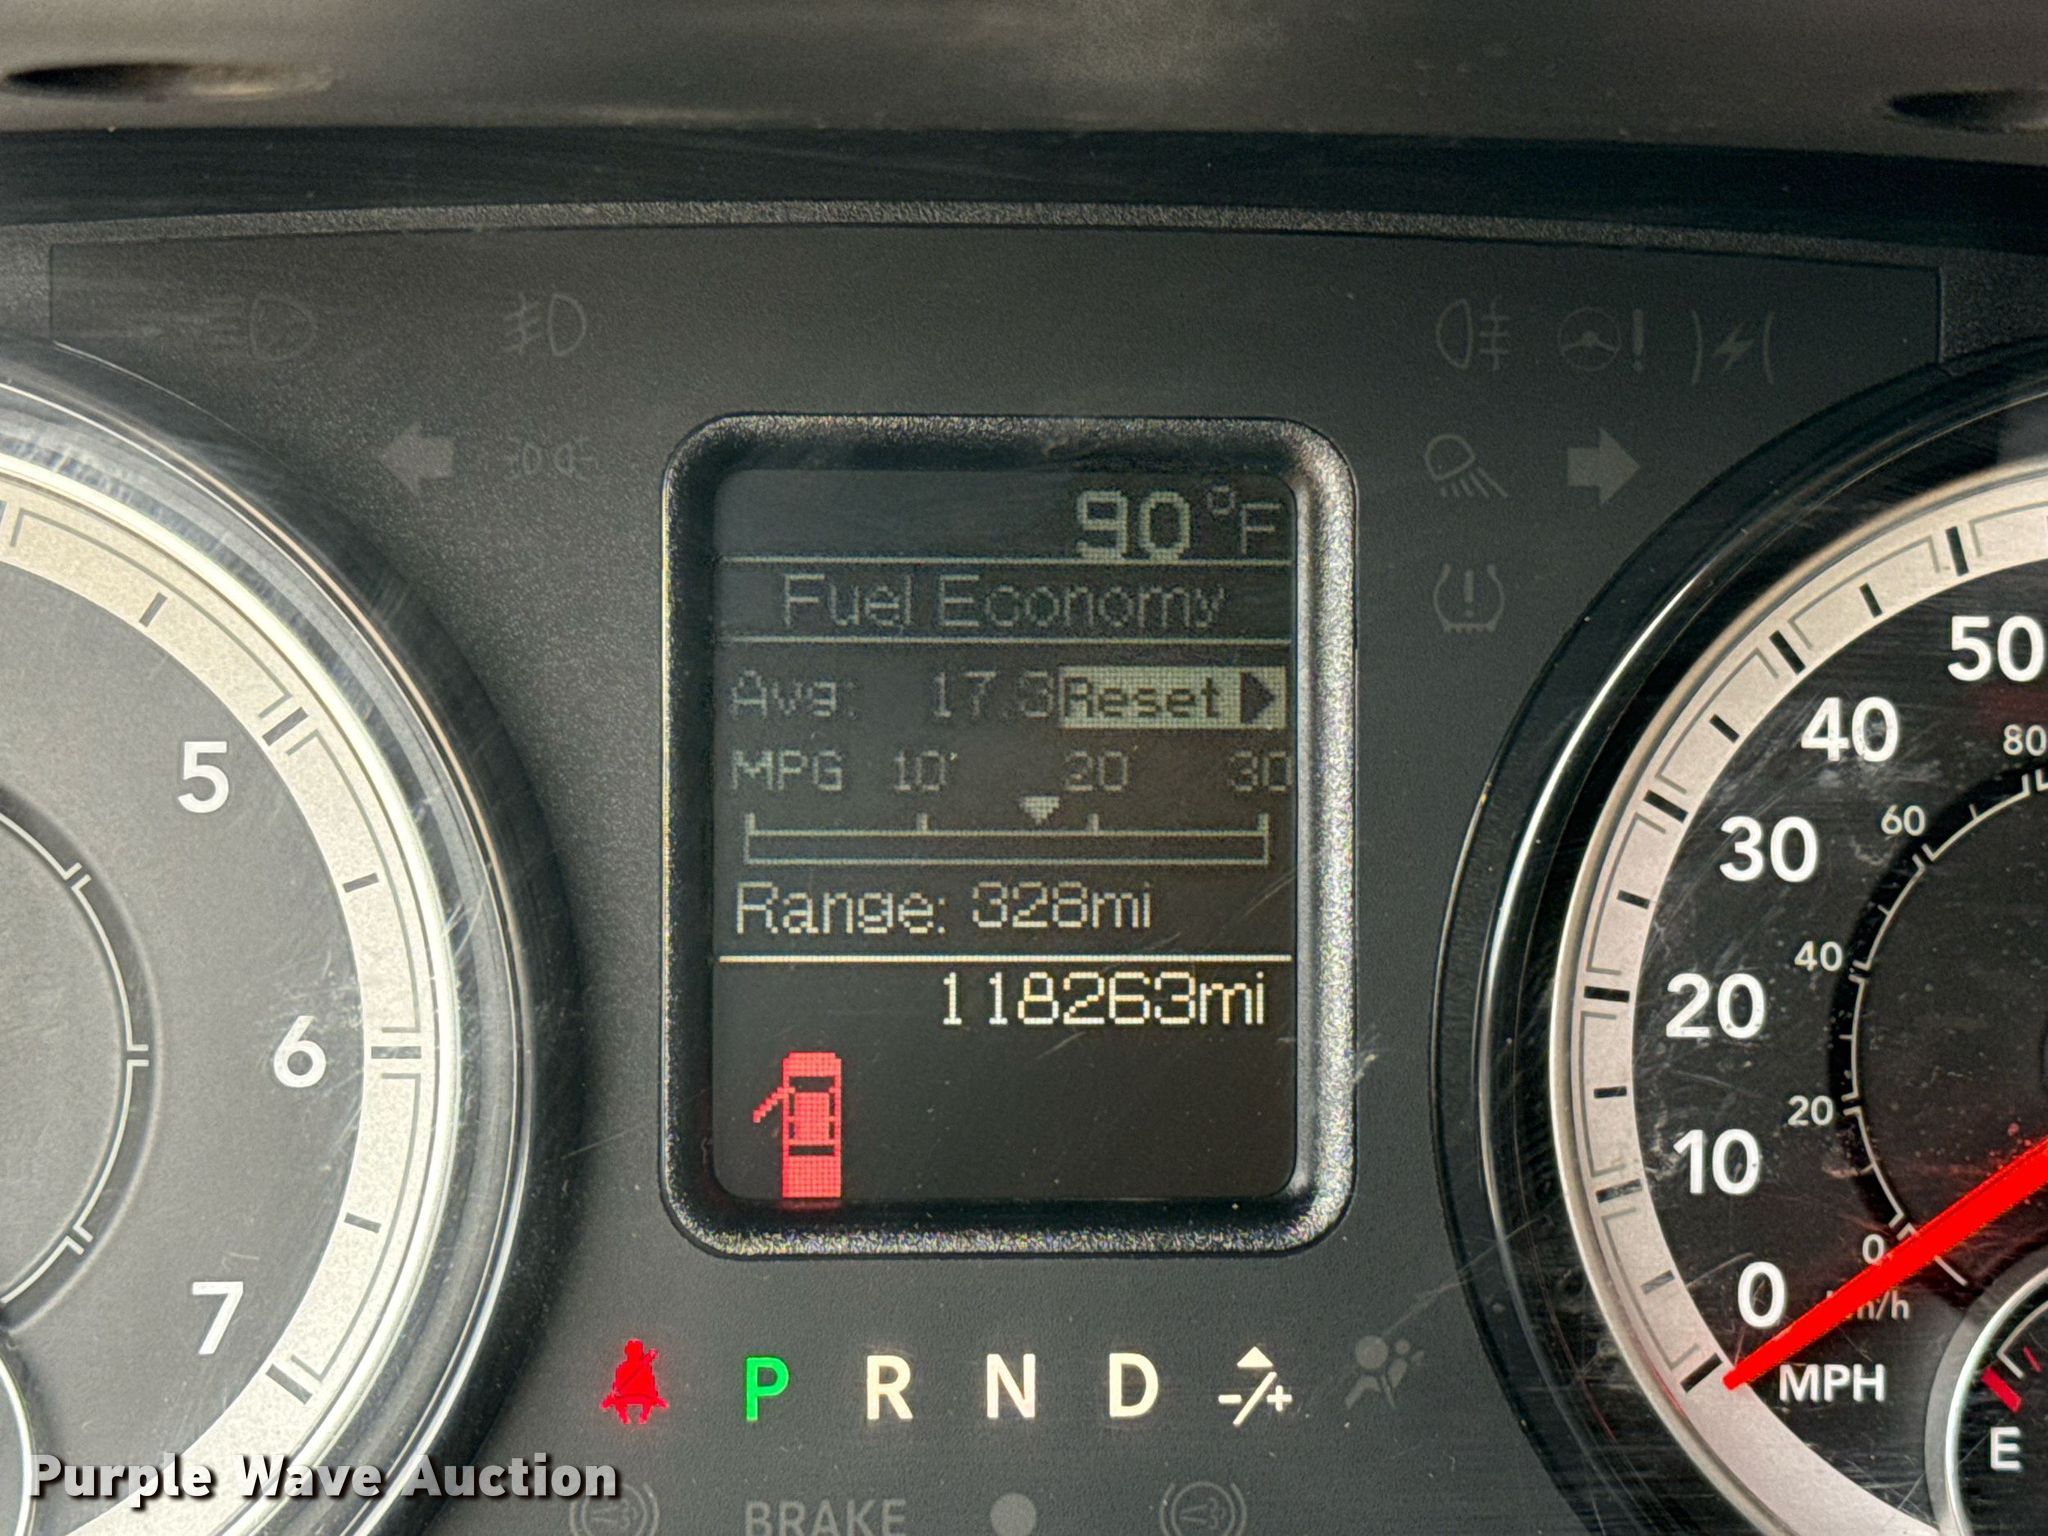 90°F
Fuel Economy
Avg: 17.3 Reset
MPG 10 20 30
Range: 328mi
118263mi
5
6
7
50
40
30
20
10
0
80
60
40
20
0
km/h
MPH
E
P R N D -/+
BRAKE
Purple Wave Auction